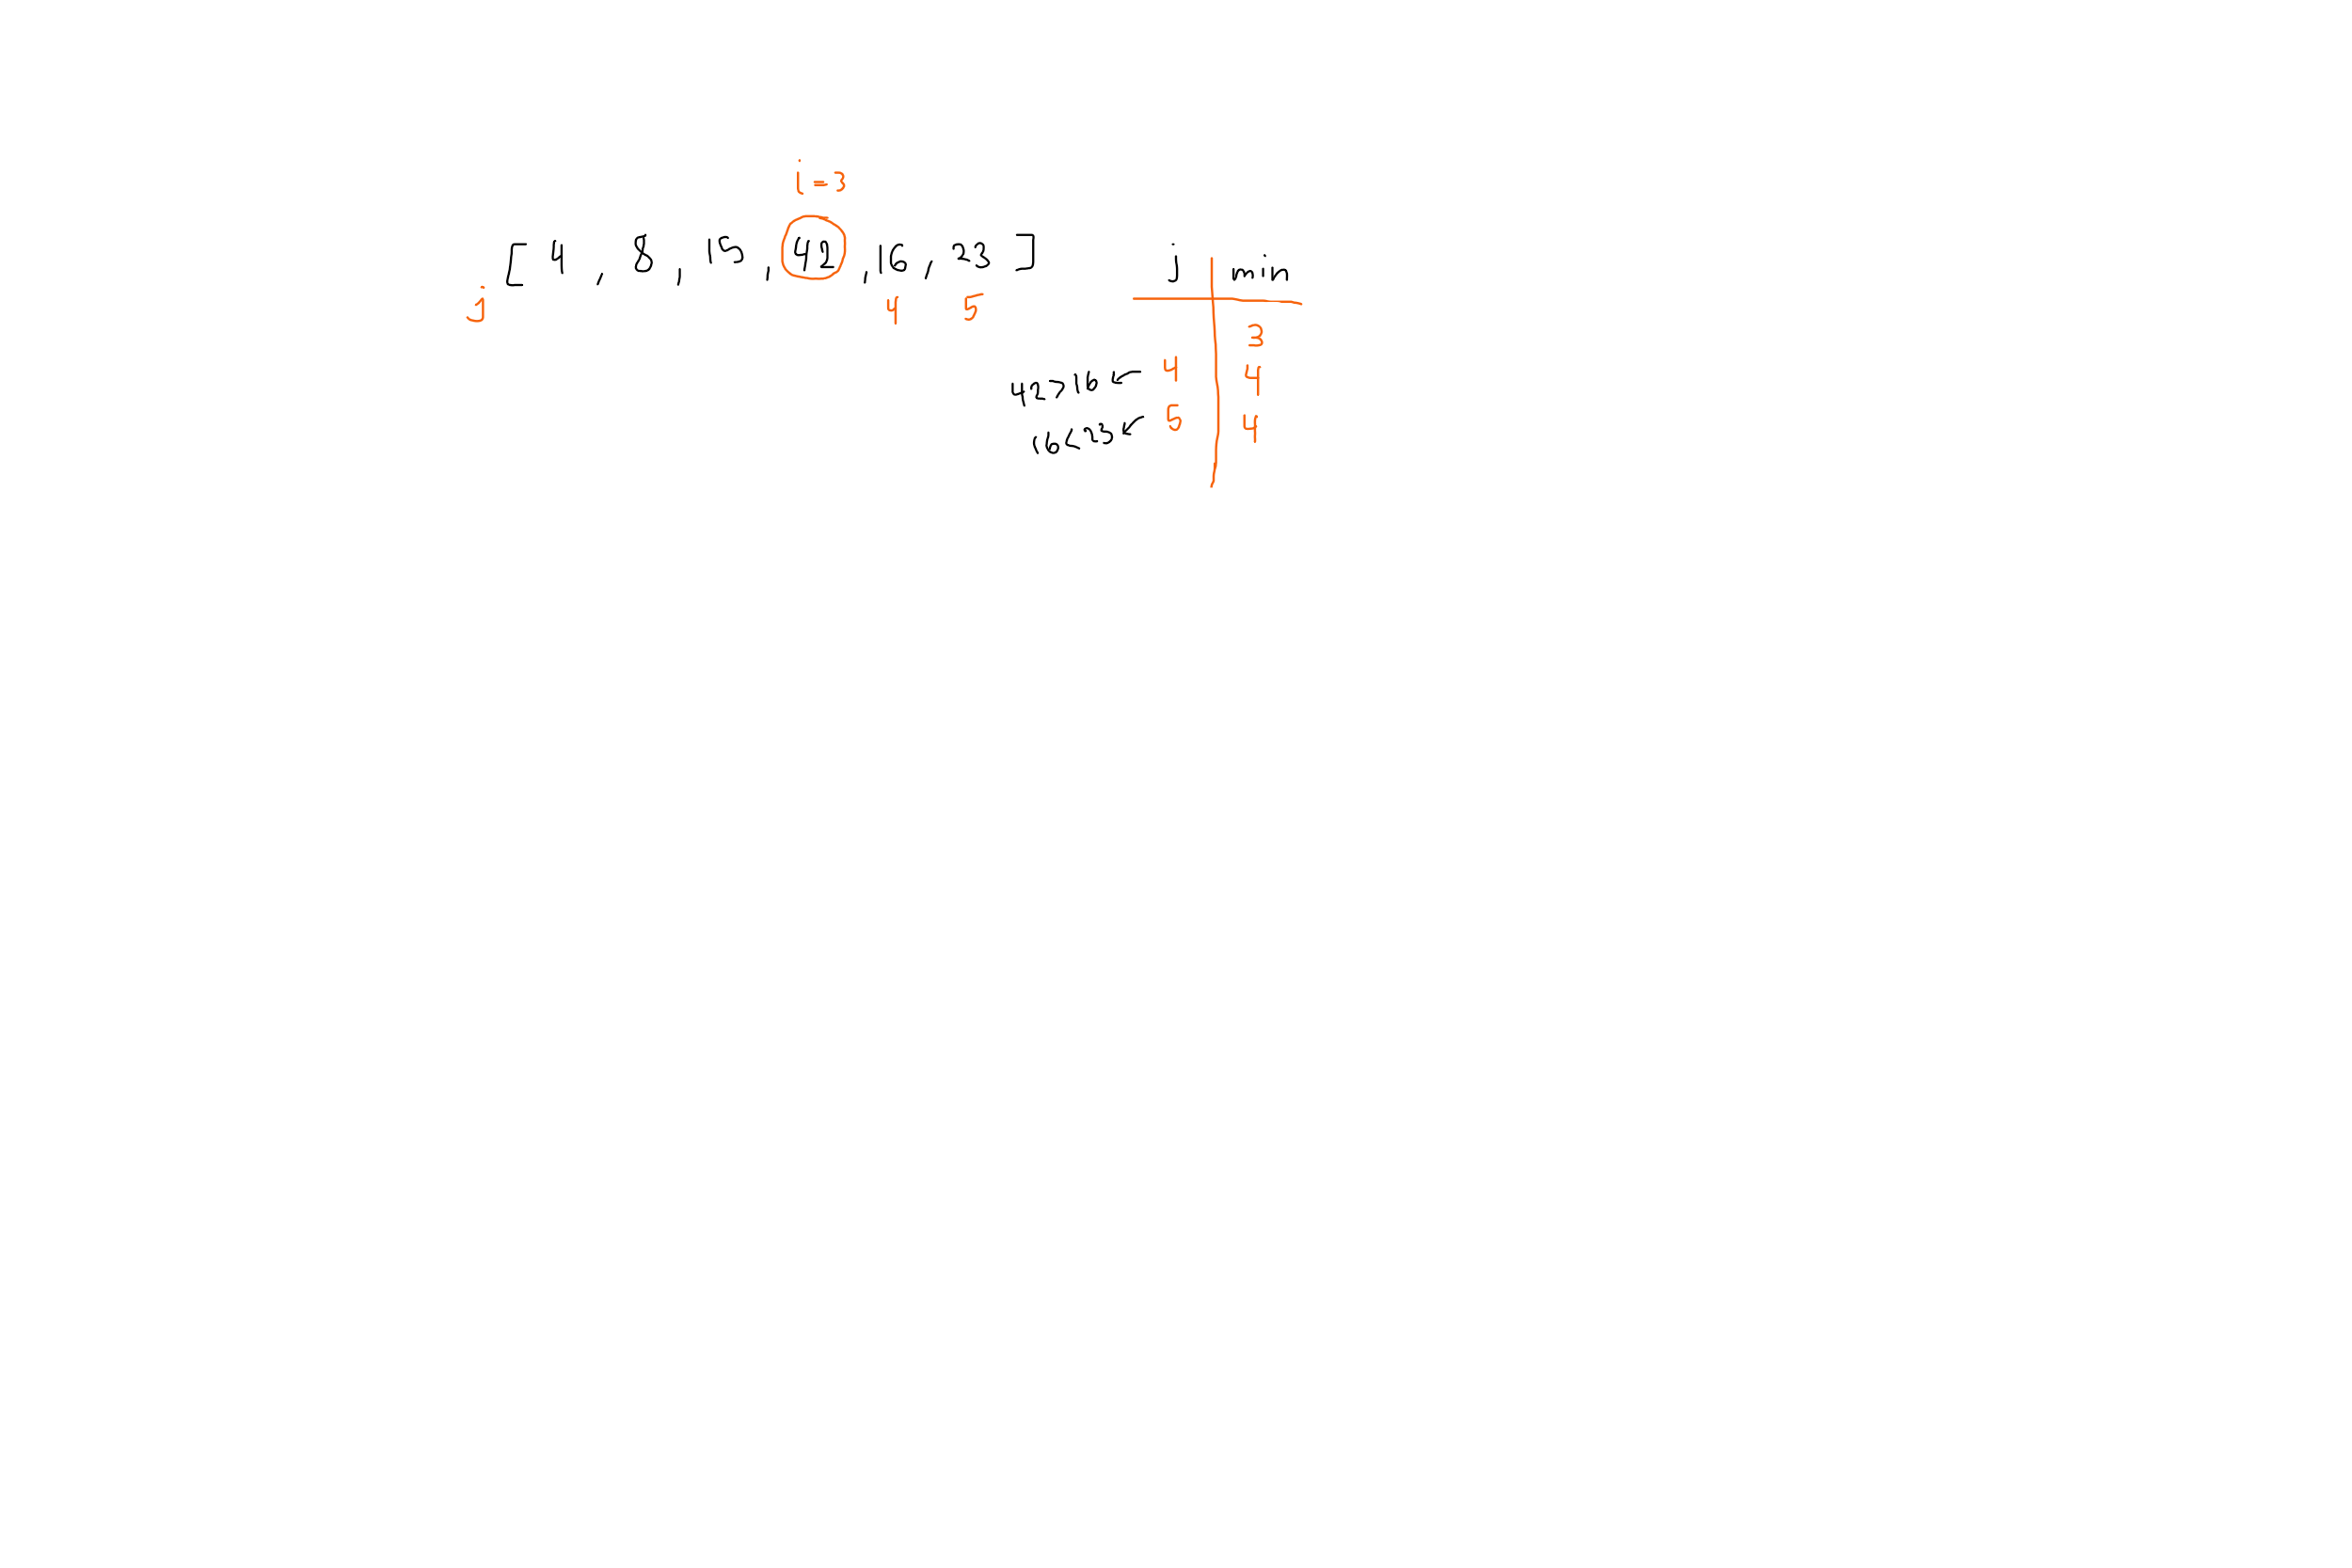 i = 3
[ 4 , 8 , 15 , 42 , 16 , 23 ]
j 4 5
j min
3
42 > 16 ← 4 4
16 < 23 ← 5 4